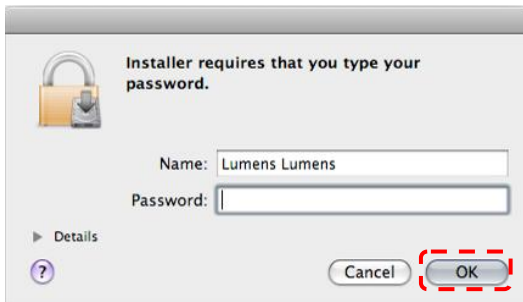 Installer requires that you type your
password.
Name: Lumens Lumens
Password:
Details
?
Cancel
OK